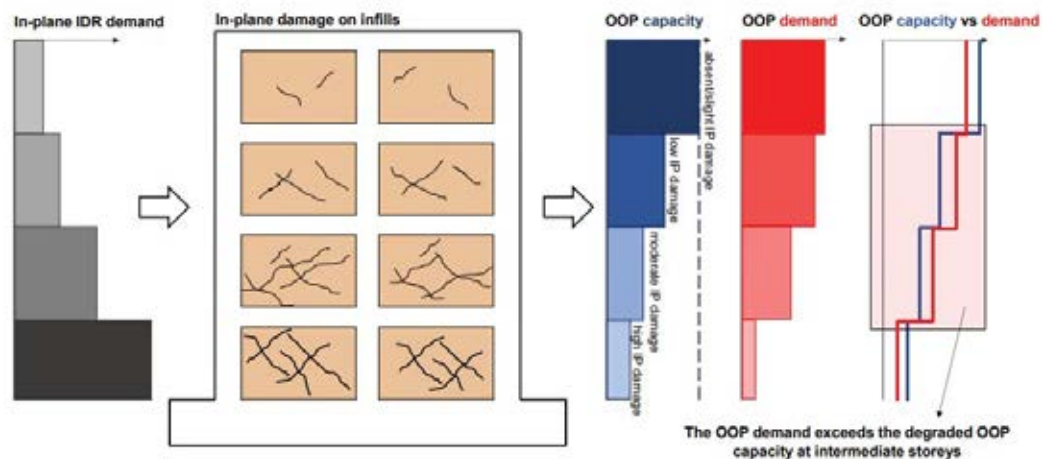 In-plane IDR demand
In-plane damage on infills
OOP capacity
OOP demand
OOP capacity vs demand
absent/slight IP damage
low IP damage
moderate IP damage
high IP damage
The OOP demand exceeds the degraded OOP
capacity at intermediate storeys